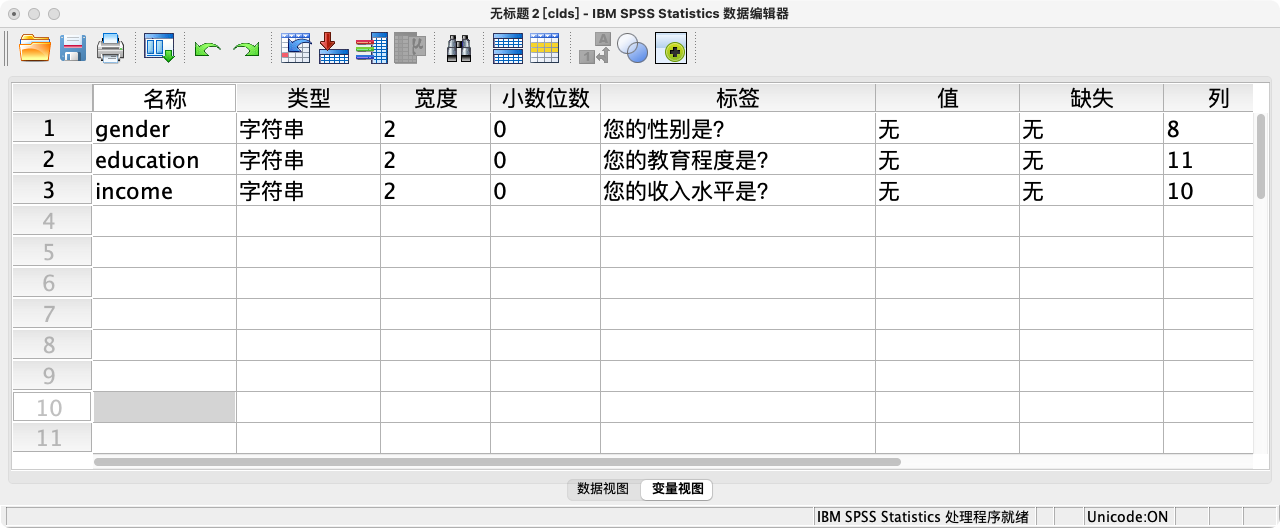 无标题 2 [clds] - IBM SPSS Statistics 数据编辑器
名称 类型 宽度 小数位数 标签 值 缺失 列
1 gender 字符串 2 0 您的性别是? 无 无 8
2 education 字符串 2 0 您的教育程度是? 无 无 11
3 income 字符串 2 0 您的收入水平是? 无 无 10
4
5
6
7
8
9
10
11
数据视图 变量视图
IBM SPSS Statistics 处理程序就绪 Unicode:ON